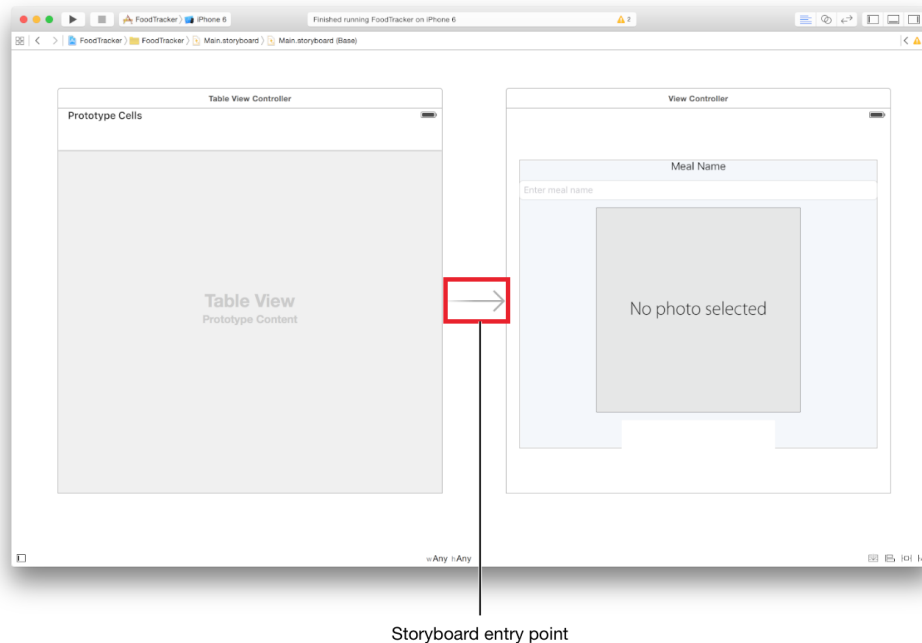 FoodTracker iPhone 6 Finished running FoodTracker on iPhone 6 2
FoodTracker FoodTracker Main.storyboard Main.storyboard (Base)
Table View Controller
Prototype Cells
Table View
Prototype Content
View Controller
Meal Name
Enter meal name
No photo selected
wAny hAny
Storyboard entry point